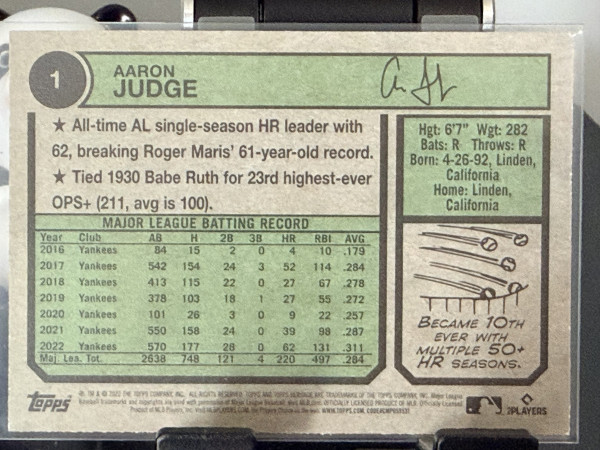 1
AARON
JUDGE
★ All-time AL single-season HR leader with
62, breaking Roger Maris' 61-year-old record.
★ Tied 1930 Babe Ruth for 23rd highest-ever
OPS+ (211, avg is 100).
Hgt: 6'7" Wgt: 282
Bats: R Throws: R
Born: 4-26-92, Linden,
California
Home: Linden,
California
MAJOR LEAGUE BATTING RECORD
Year Club AB H 2B 3B HR RBI AVG.
2016 Yankees 84 15 2 0 4 10 .179
2017 Yankees 542 154 24 3 52 114 .284
2018 Yankees 413 115 22 0 27 67 .278
2019 Yankees 378 103 18 1 27 55 .272
2020 Yankees 101 26 3 0 9 22 .257
2021 Yankees 550 158 24 0 39 98 .287
2022 Yankees 570 177 28 0 62 131 .311
Maj. Lea. Tot. 2638 748 121 4 220 497 .284
BECAME 10TH
EVER WITH
MULTIPLE 50+
HR SEASONS.
Topps
PLAYERS